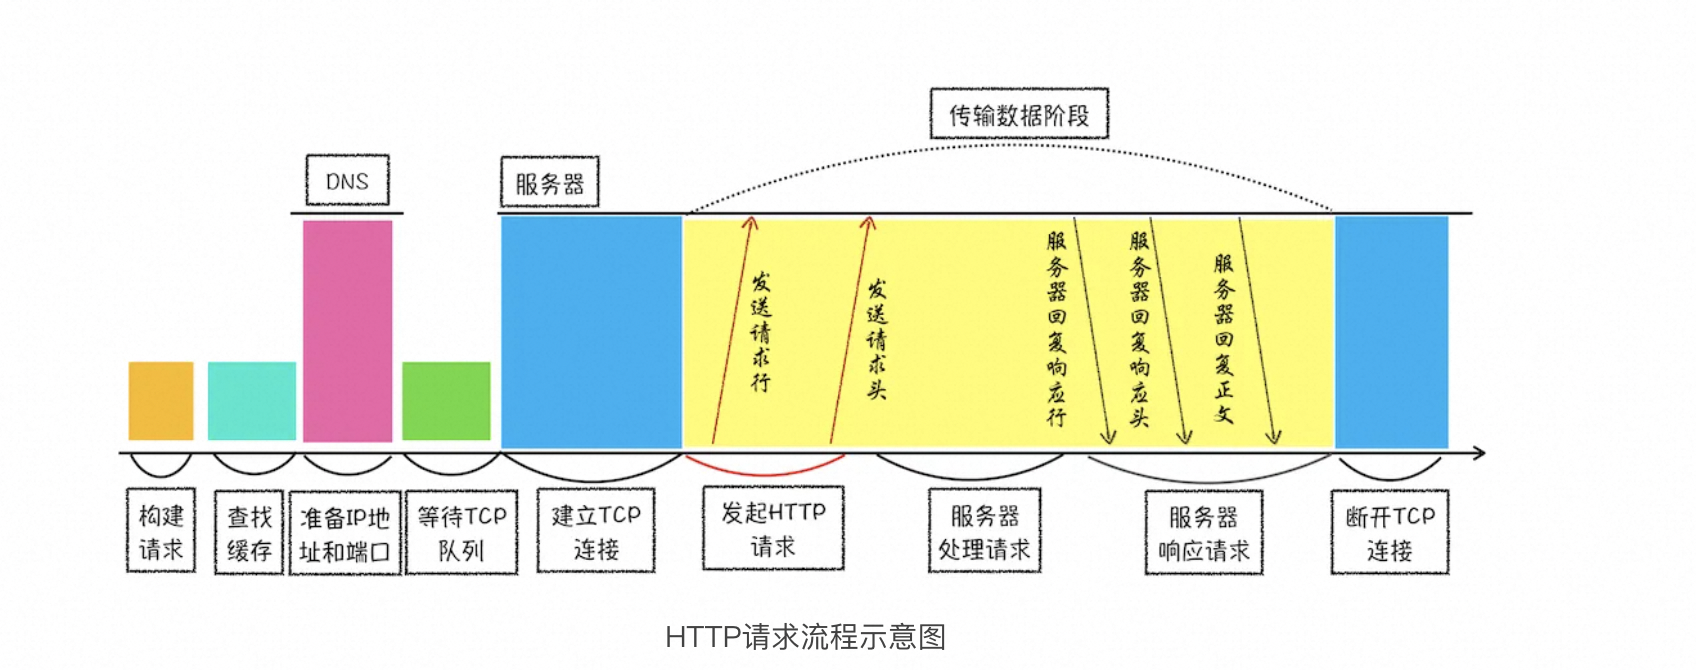 传输数据阶段
DNS
服务器
发送请求行
发送请求头
服务器回复响应行
服务器回复响应头
服务器回复正文
构建
请求
查找
缓存
准备IP地
址和端口
等待TCP
队列
建立TCP
连接
发起HTTP
请求
服务器
处理请求
服务器
响应请求
断开TCP
连接
HTTP请求流程示意图